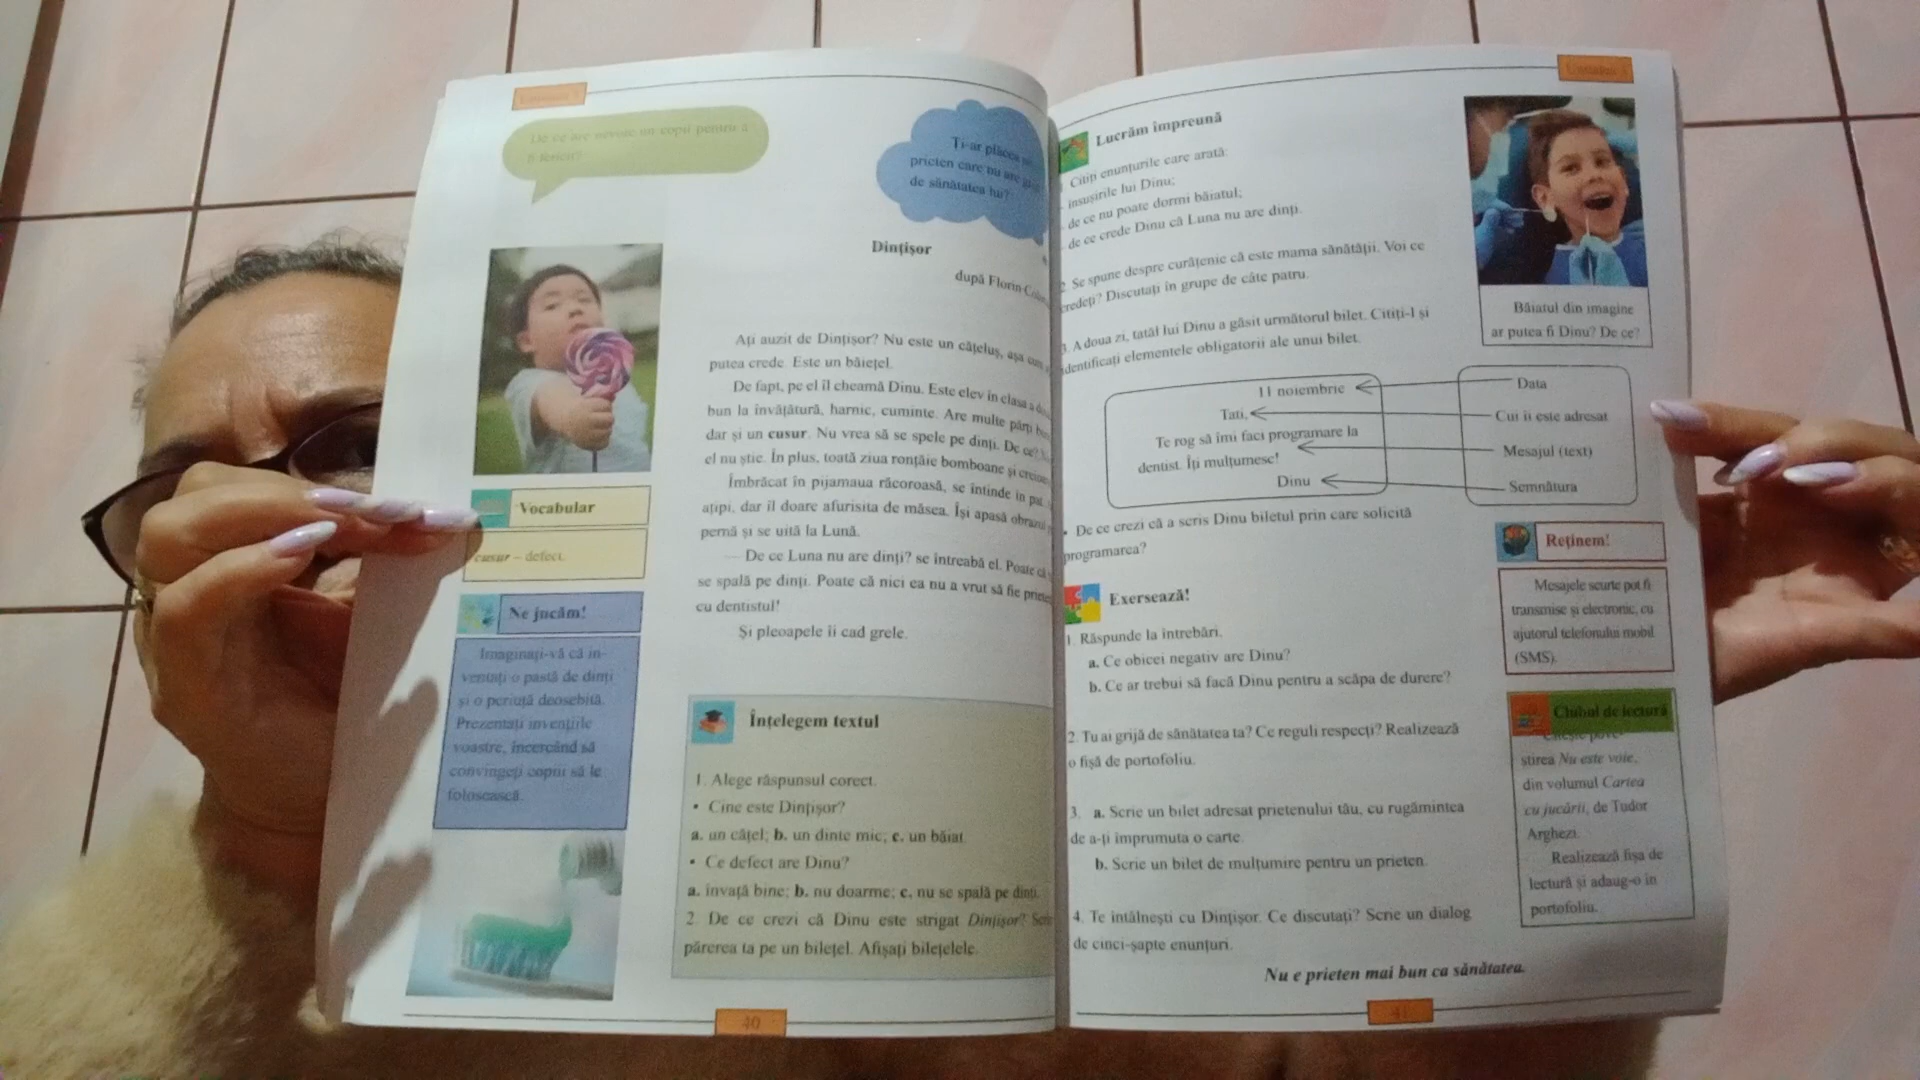 De ce are nevoie un copil pentru a
fi fericit?
Ți-ar plăcea
prieten care nu are
de sănătatea lui?
Dințișor
după Florin
Ați auzit de Dințișor? Nu este un cățeluș, așa cum
putea crede. Este un băiețel.
De fapt, pe el îl cheamă Dinu. Este elev în clasa a
bun la învățătură, harnic, cuminte. Are multe părți
dar și un cusur. Nu vrea să se spele pe dinți. De ce?
el nu știe. În plus, toată ziua ronțăie bomboane și
Îmbrăcat în pijamaua răcoroasă, se întinde în pat.
ațipi, dar îl doare afurisita de măsea. Își apasă obrazul
pernă și se uită la Lună.
— De ce Luna nu are dinți? se întreabă el. Poate că
se spală pe dinți. Poate că nici ea nu a vrut să fie
cu dentistul!
Și pleoapele îi cad grele.
Vocabular
cusur – defect.
Ne jucăm!
Imaginați-vă că in-
ventați o pastă de dinți
și o periuță deosebită.
Prezentați invențiile
voastre, încercând să
convingeți copiii să le
folosească.
Înțelegem textul
1. Alege răspunsul corect.
• Cine este Dințișor?
a. un cățel; b. un dinte mic; c. un băiat.
• Ce defect are Dinu?
a. învață bine; b. nu doarme; c. nu se spală pe dinți.
2. De ce crezi că Dinu este strigat Dințișor? Scrie
părerea ta pe un bilețel. Afișați bilețelele.
40
Lucrăm împreună
1. Citiți enunțurile care arată:
însușirile lui Dinu;
de ce nu poate dormi băiatul;
de ce crede Dinu că Luna nu are dinți.
2. Se spune despre curățenie că este mama sănătății. Voi ce
credeți? Discutați în grupe de câte patru.
3. A doua zi, tatăl lui Dinu a găsit următorul bilet. Citiți-l și
identificați elementele obligatorii ale unui bilet.
11 noiembrie
Tati,
Te rog să îmi faci programare la
dentist. Îți mulțumesc!
Dinu
Data
Cui îi este adresat
Mesajul (text)
Semnătura
• De ce crezi că a scris Dinu biletul prin care solicită
programarea?
Exersează!
1. Răspunde la întrebări.
a. Ce obicei negativ are Dinu?
b. Ce ar trebui să facă Dinu pentru a scăpa de durere?
2. Tu ai grijă de sănătatea ta? Ce reguli respecți? Realizează
o fișă de portofoliu.
3. a. Scrie un bilet adresat prietenului tău, cu rugămintea
de a-ți împrumuta o carte.
b. Scrie un bilet de mulțumire pentru un prieten.
4. Te întâlnești cu Dințișor. Ce discutați? Scrie un dialog
de cinci-șapte enunțuri.
Nu e prieten mai bun ca sănătatea.
Băiatul din imagine
ar putea fi Dinu? De ce?
Reținem!
Mesajele scurte pot fi
transmise și electronic, cu
ajutorul telefonului mobil
(SMS).
Clubul de lectură
Citește pove-
stirea Nu este voie,
din volumul Cartea
cu jucării, de Tudor
Arghezi.
Realizează fișa de
lectură și adaug-o în
portofoliu.
41